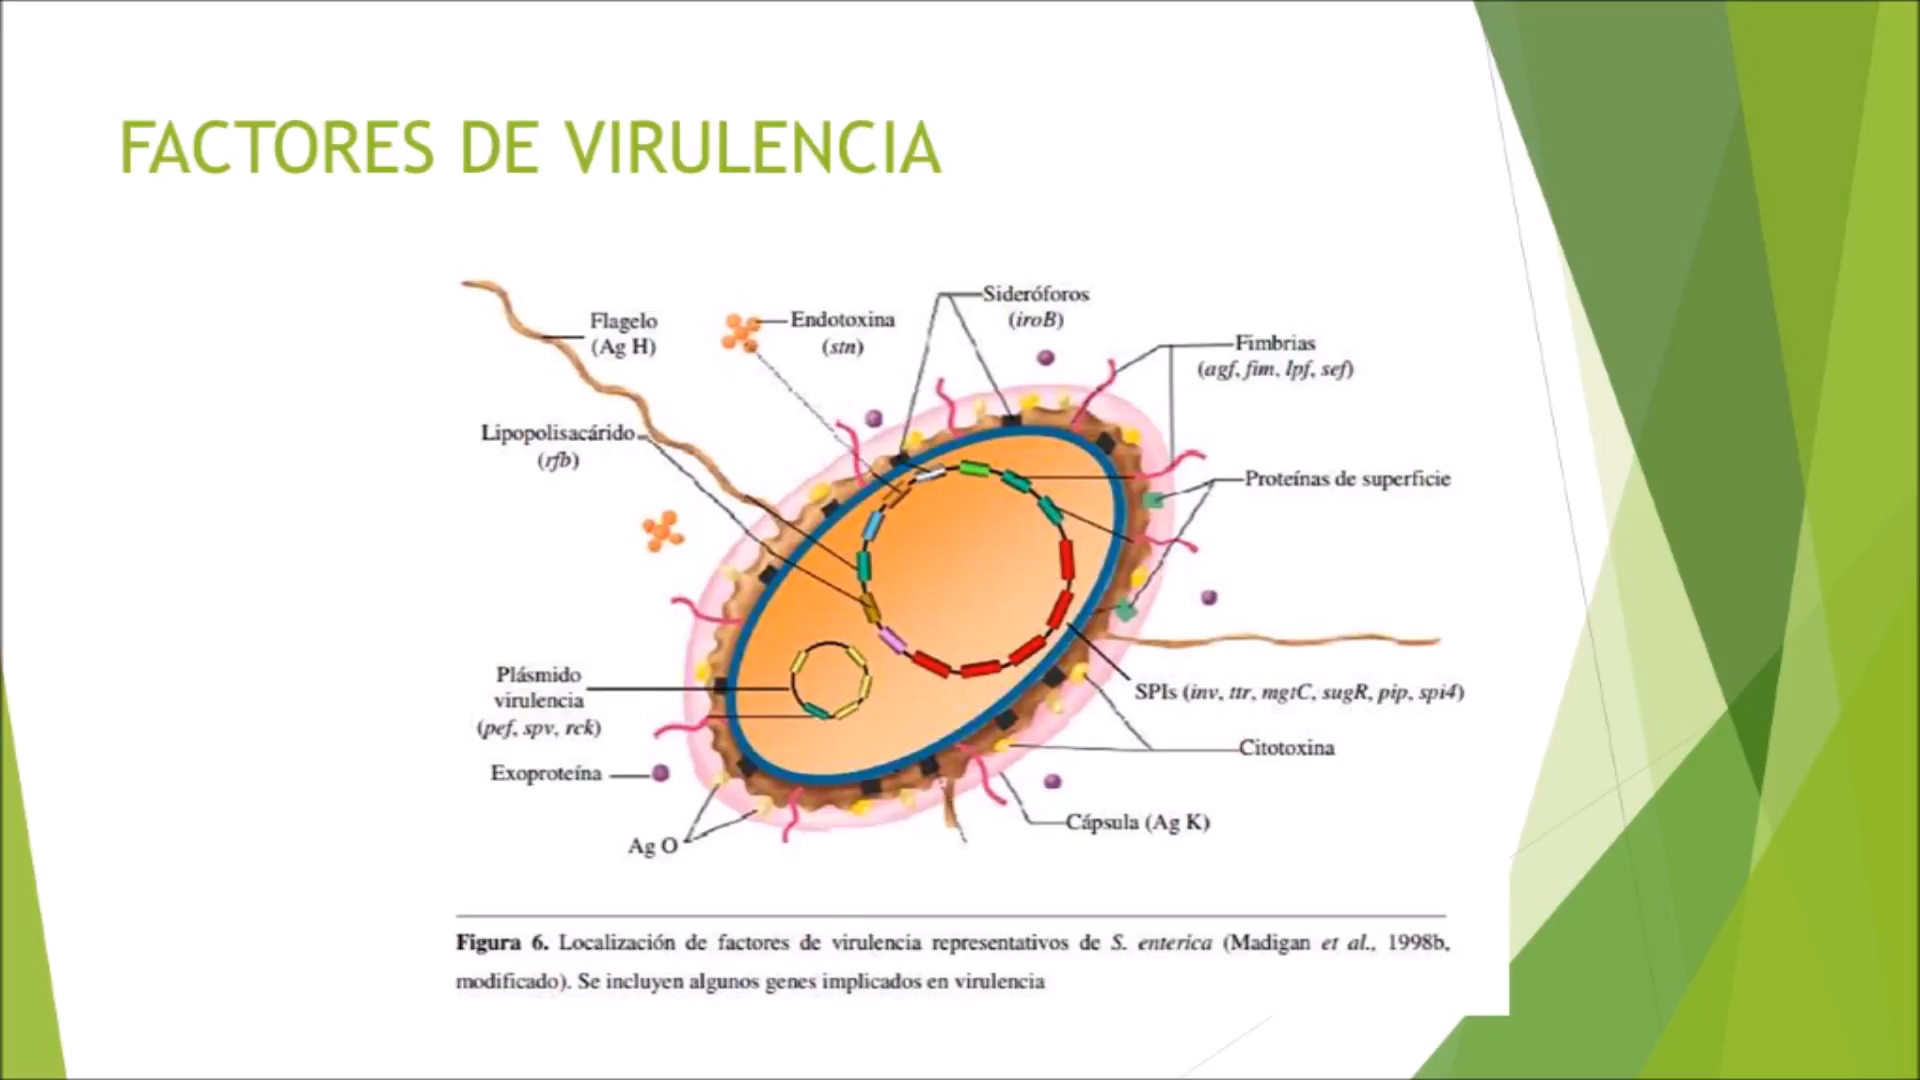 FACTORES DE VIRULENCIA
Sideróforos
(iroB)
Flagelo
(Ag H)
Endotoxina
(stn)
Fimbrias
(agf, fim, lpf, sef)
Lipopolisacárido
(rfb)
Proteínas de superficie
Plásmido
virulencia
(pef, spv, rck)
SPIs (inv, ttr, mgtC, sugR, pip, spi4)
Citotoxina
Exoproteína
Cápsula (Ag K)
Ag O
Figura 6. Localización de factores de virulencia representativos de S. enterica (Madigan et al., 1998b,
modificado). Se incluyen algunos genes implicados en virulencia